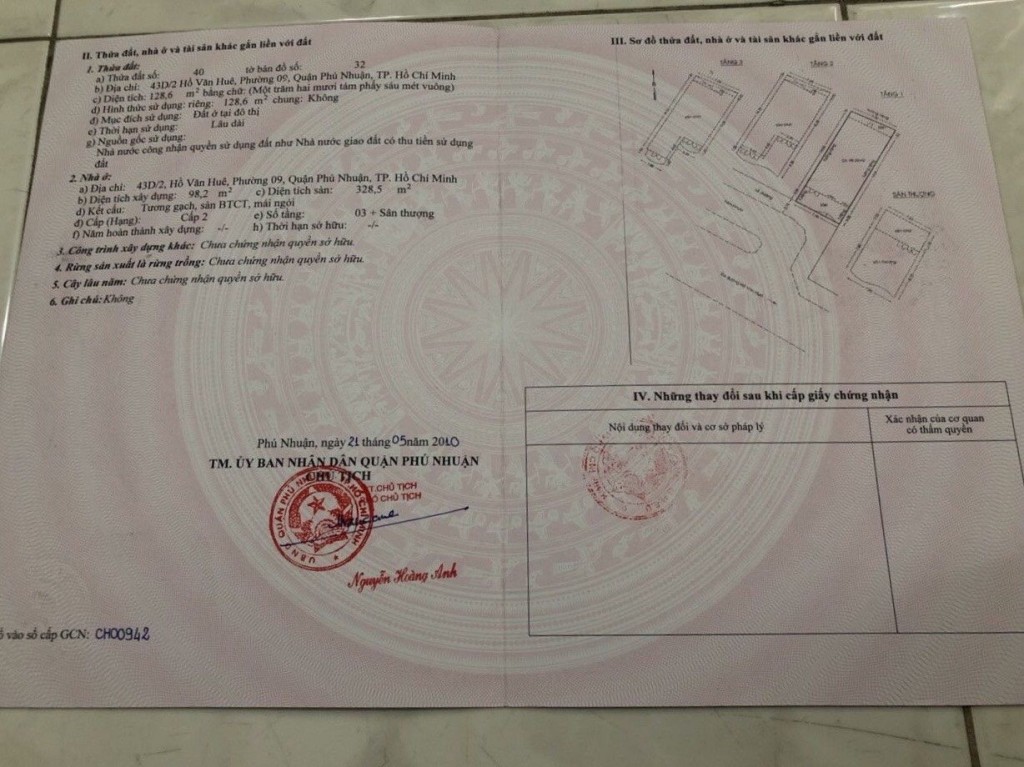 II. Thửa đất, nhà ở và tài sản khác gắn liền với đất
1. Thửa đất:
a) Thửa đất số: 40 tờ bản đồ số: 32
b) Địa chỉ: 43D/2 Hồ Văn Huê, Phường 09, Quận Phú Nhuận, TP. Hồ Chí Minh
c) Diện tích: 128,6 m² bằng chữ: (Một trăm hai mươi tám phẩy sáu mét vuông)
d) Hình thức sử dụng: riêng: 128,6 m² chung: Không
đ) Mục đích sử dụng: Đất ở tại đô thị
e) Thời hạn sử dụng: Lâu dài
g) Nguồn gốc sử dụng:
Nhà nước công nhận quyền sử dụng đất như Nhà nước giao đất có thu tiền sử dụng
đất
2. Nhà ở:
a) Địa chỉ: 43D/2, Hồ Văn Huê, Phường 09, Quận Phú Nhuận, TP. Hồ Chí Minh
b) Diện tích xây dựng: 98,2 m² c) Diện tích sàn: 328,5 m²
d) Kết cấu: Tường gạch, sàn BTCT, mái ngói
đ) Cấp (Hạng): Cấp 2 e) Số tầng: 03 + Sân thượng
f) Năm hoàn thành xây dựng: -/- h) Thời hạn sở hữu: -/-
3. Công trình xây dựng khác: Chưa chứng nhận quyền sở hữu.
4. Rừng sản xuất là rừng trồng: Chưa chứng nhận quyền sở hữu.
5. Cây lâu năm: Chưa chứng nhận quyền sở hữu.
6. Ghi chú: Không
Phú Nhuận, ngày 21 tháng 05 năm 2010
TM. ỦY BAN NHÂN DÂN QUẬN PHÚ NHUẬN
CHỦ TỊCH
KT.CHỦ TỊCH
PHÓ CHỦ TỊCH
Nguyễn Hoàng Anh
vào sổ cấp GCN: CH00942
III. Sơ đồ thửa đất, nhà ở và tài sản khác gắn liền với đất
TẦNG 3
TẦNG 2
TẦNG 1
SÂN THƯỢNG
IV. Những thay đổi sau khi cấp giấy chứng nhận
Nội dung thay đổi và cơ sở pháp lý
Xác nhận của cơ quan
có thẩm quyền